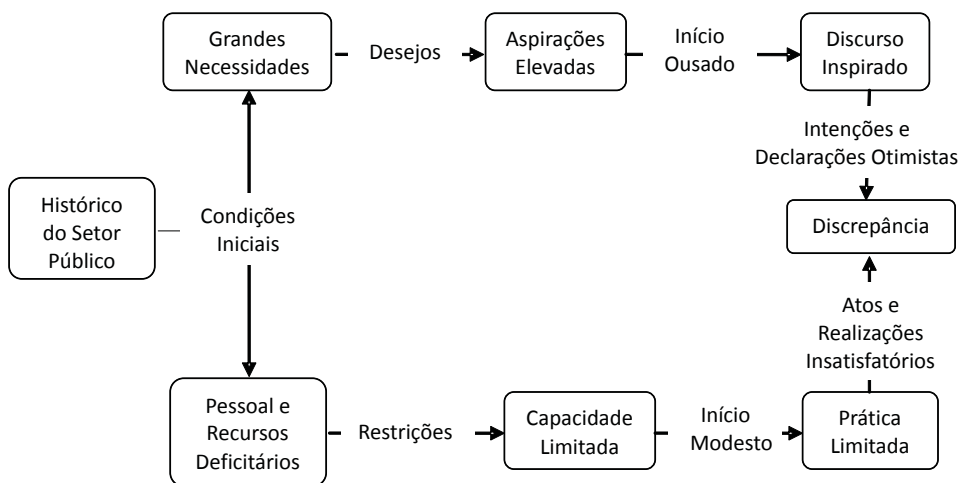 Grandes
Necessidades
Desejos
Aspirações
Elevadas
Início
Ousado
Discurso
Inspirado
Intenções e
Declarações Otimistas
Histórico
do Setor
Público
Condições
Iniciais
Discrepância
Atos e
Realizações
Insatisfatórios
Pessoal e
Recursos
Deficitários
Restrições
Capacidade
Limitada
Início
Modesto
Prática
Limitada